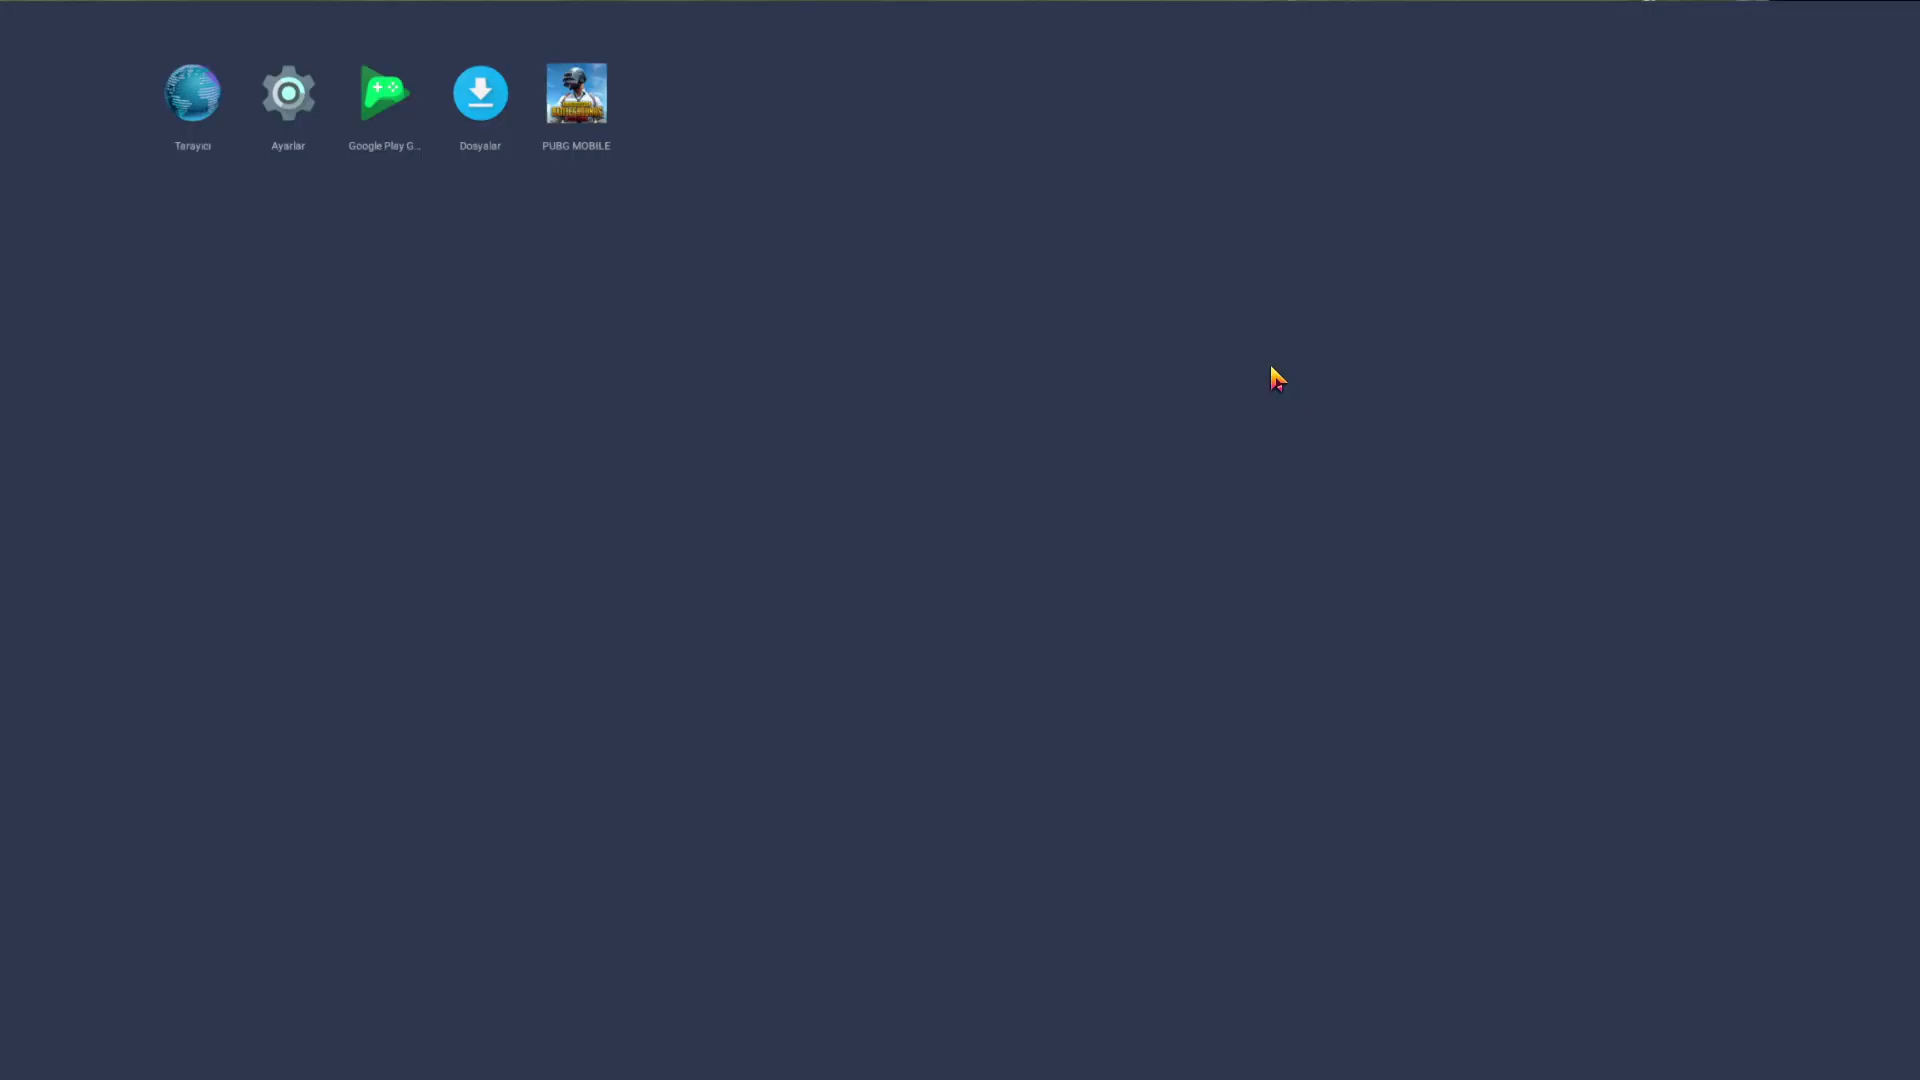 Tarayıcı
Ayarlar
Google Play G...
Dosyalar
PUBG MOBILE